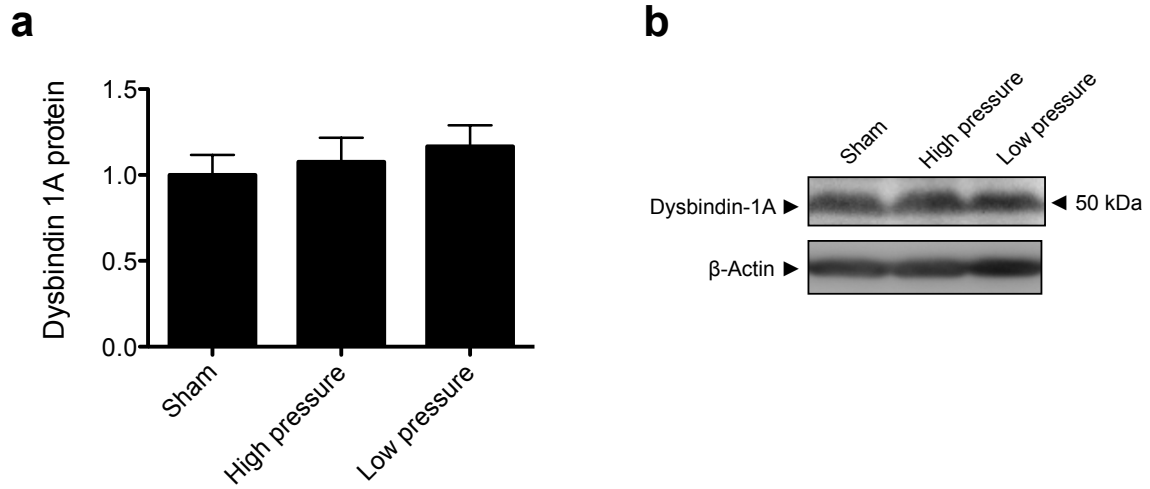 a
Dysbindin 1A protein
1.5
1.0
0.5
0.0
Sham
High pressure
Low pressure
b
Sham
High pressure
Low pressure
Dysbindin-1A ►
◄ 50 kDa
β-Actin ►